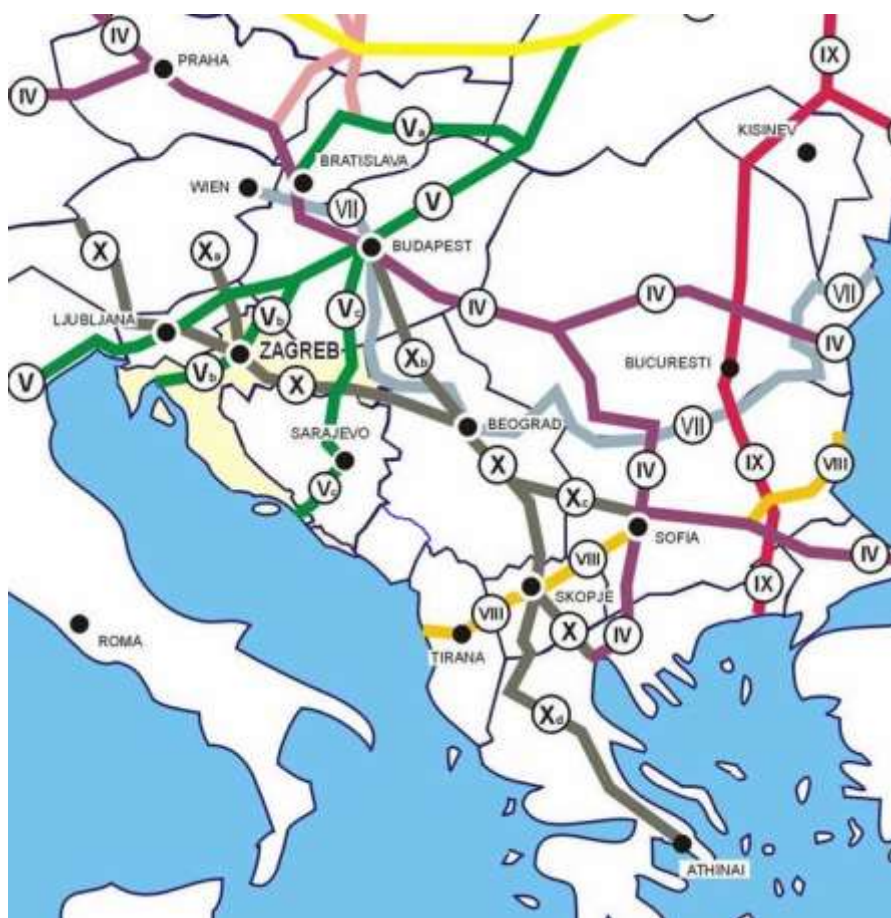 IV
IX
PRAHA
IV
Va
KISINEV
BRATISLAVA
WIEN
VII
V
X
Xa
BUDAPEST
VII
IV
IV
LJUBLJANA
Vb
Vc
IV
ZAGREB
Xb
BUCURESTI
V
Vb
X
SARAJEVO
BEOGRAD
VII
X
IV
IX
VIII
Vc
Xc
SOFIA
IV
VIII
IX
SKOPJE
VIII
ROMA
X
IV
TIRANA
Xd
ATHINAI